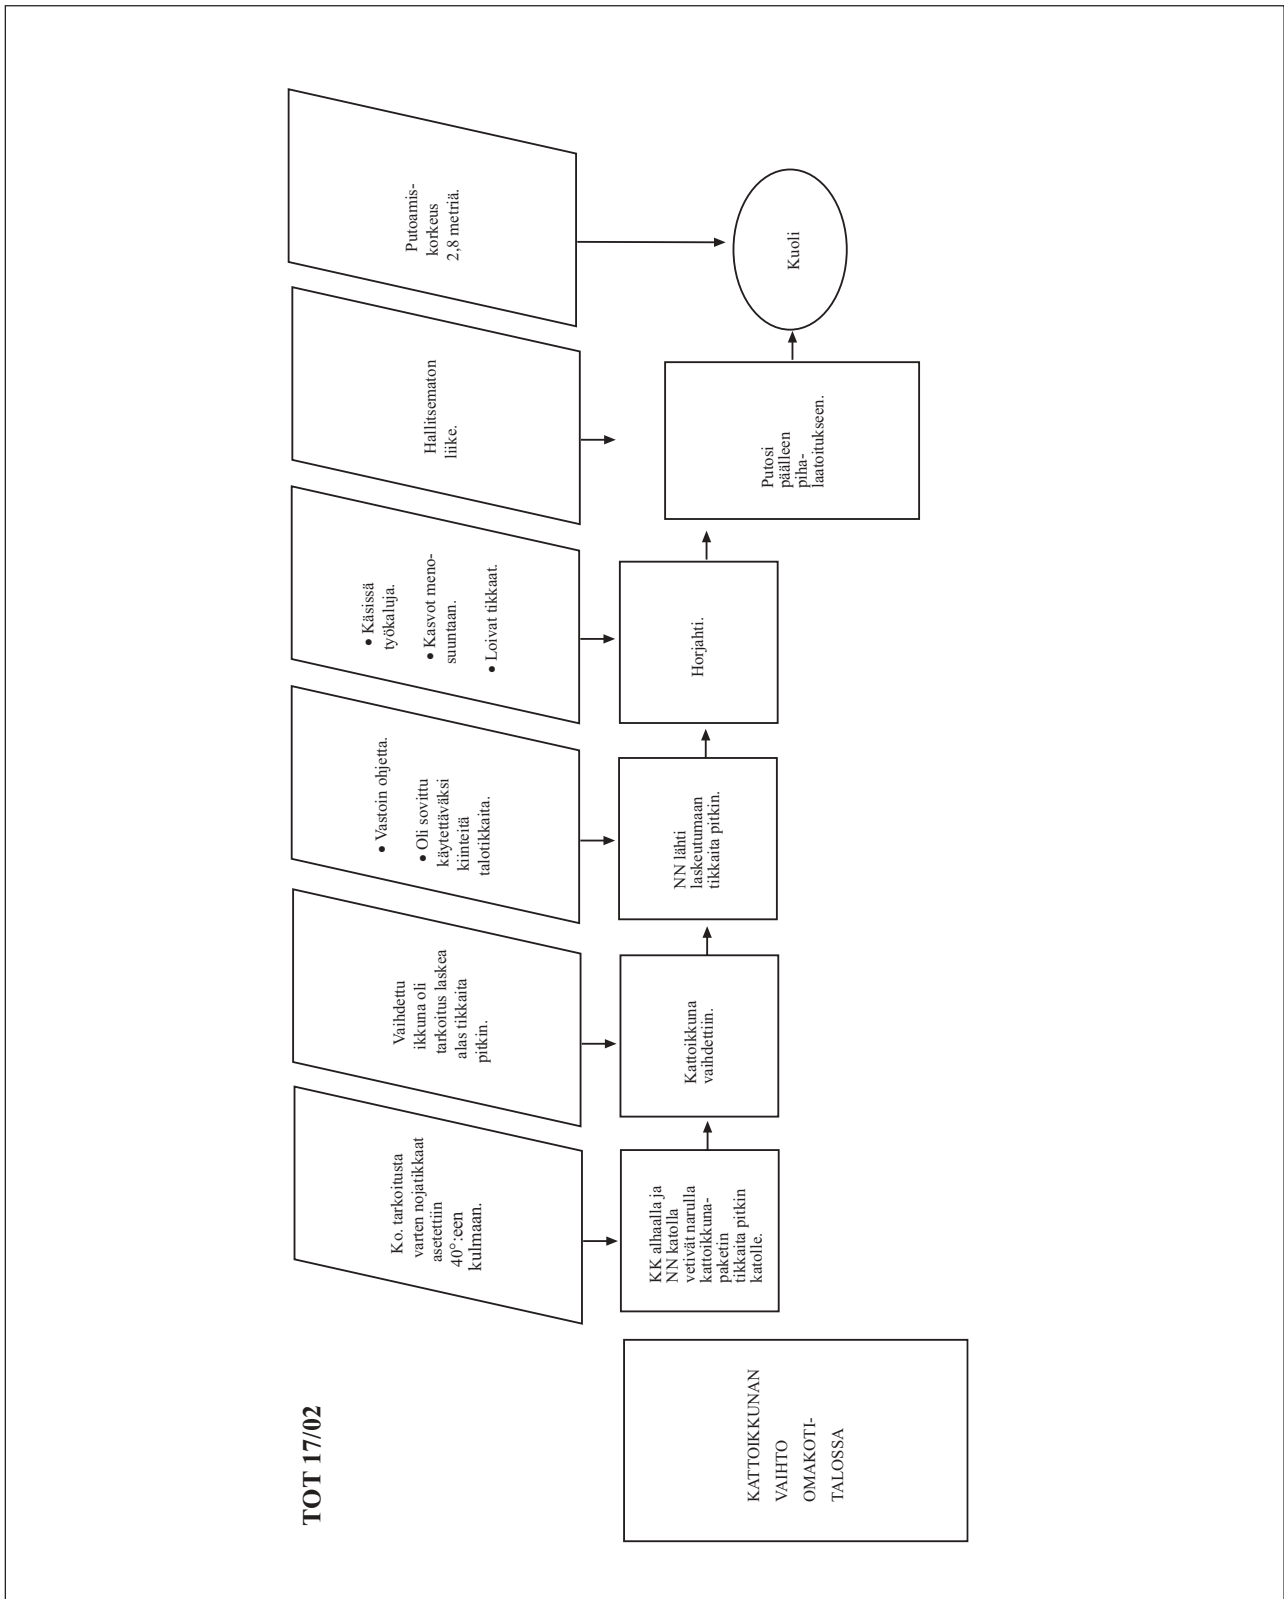 TOT 17/02
Ko. tarkoitusta
varten nojatikkaat
asetettiin
40°:een
kulmaan.
Vaihdettu
ikkuna oli
tarkoitus laskea
alas tikkaita
pitkin.
• Vastoin ohjetta.
• Oli sovittu
käytettäväksi
kiinteitä
talotikkaita.
• Käsissä
työkaluja.
• Kasvot meno-
suuntaan.
• Loivat tikkaat.
Hallitsematon
liike.
Putoamis-
korkeus
2,8 metriä.
KATTOIKKUNAN
VAIHTO
OMAKOTI-
TALOSSA
KK alhaalla ja
NN katolla
vetivät narulla
kattoikkuna-
paketin
tikkaita pitkin
katolle.
Kattoikkuna
vaihdettiin.
NN lähti
laskeutumaan
tikkaita pitkin.
Horjahti.
Putosi
päälleen
piha-
laatoitukseen.
Kuoli